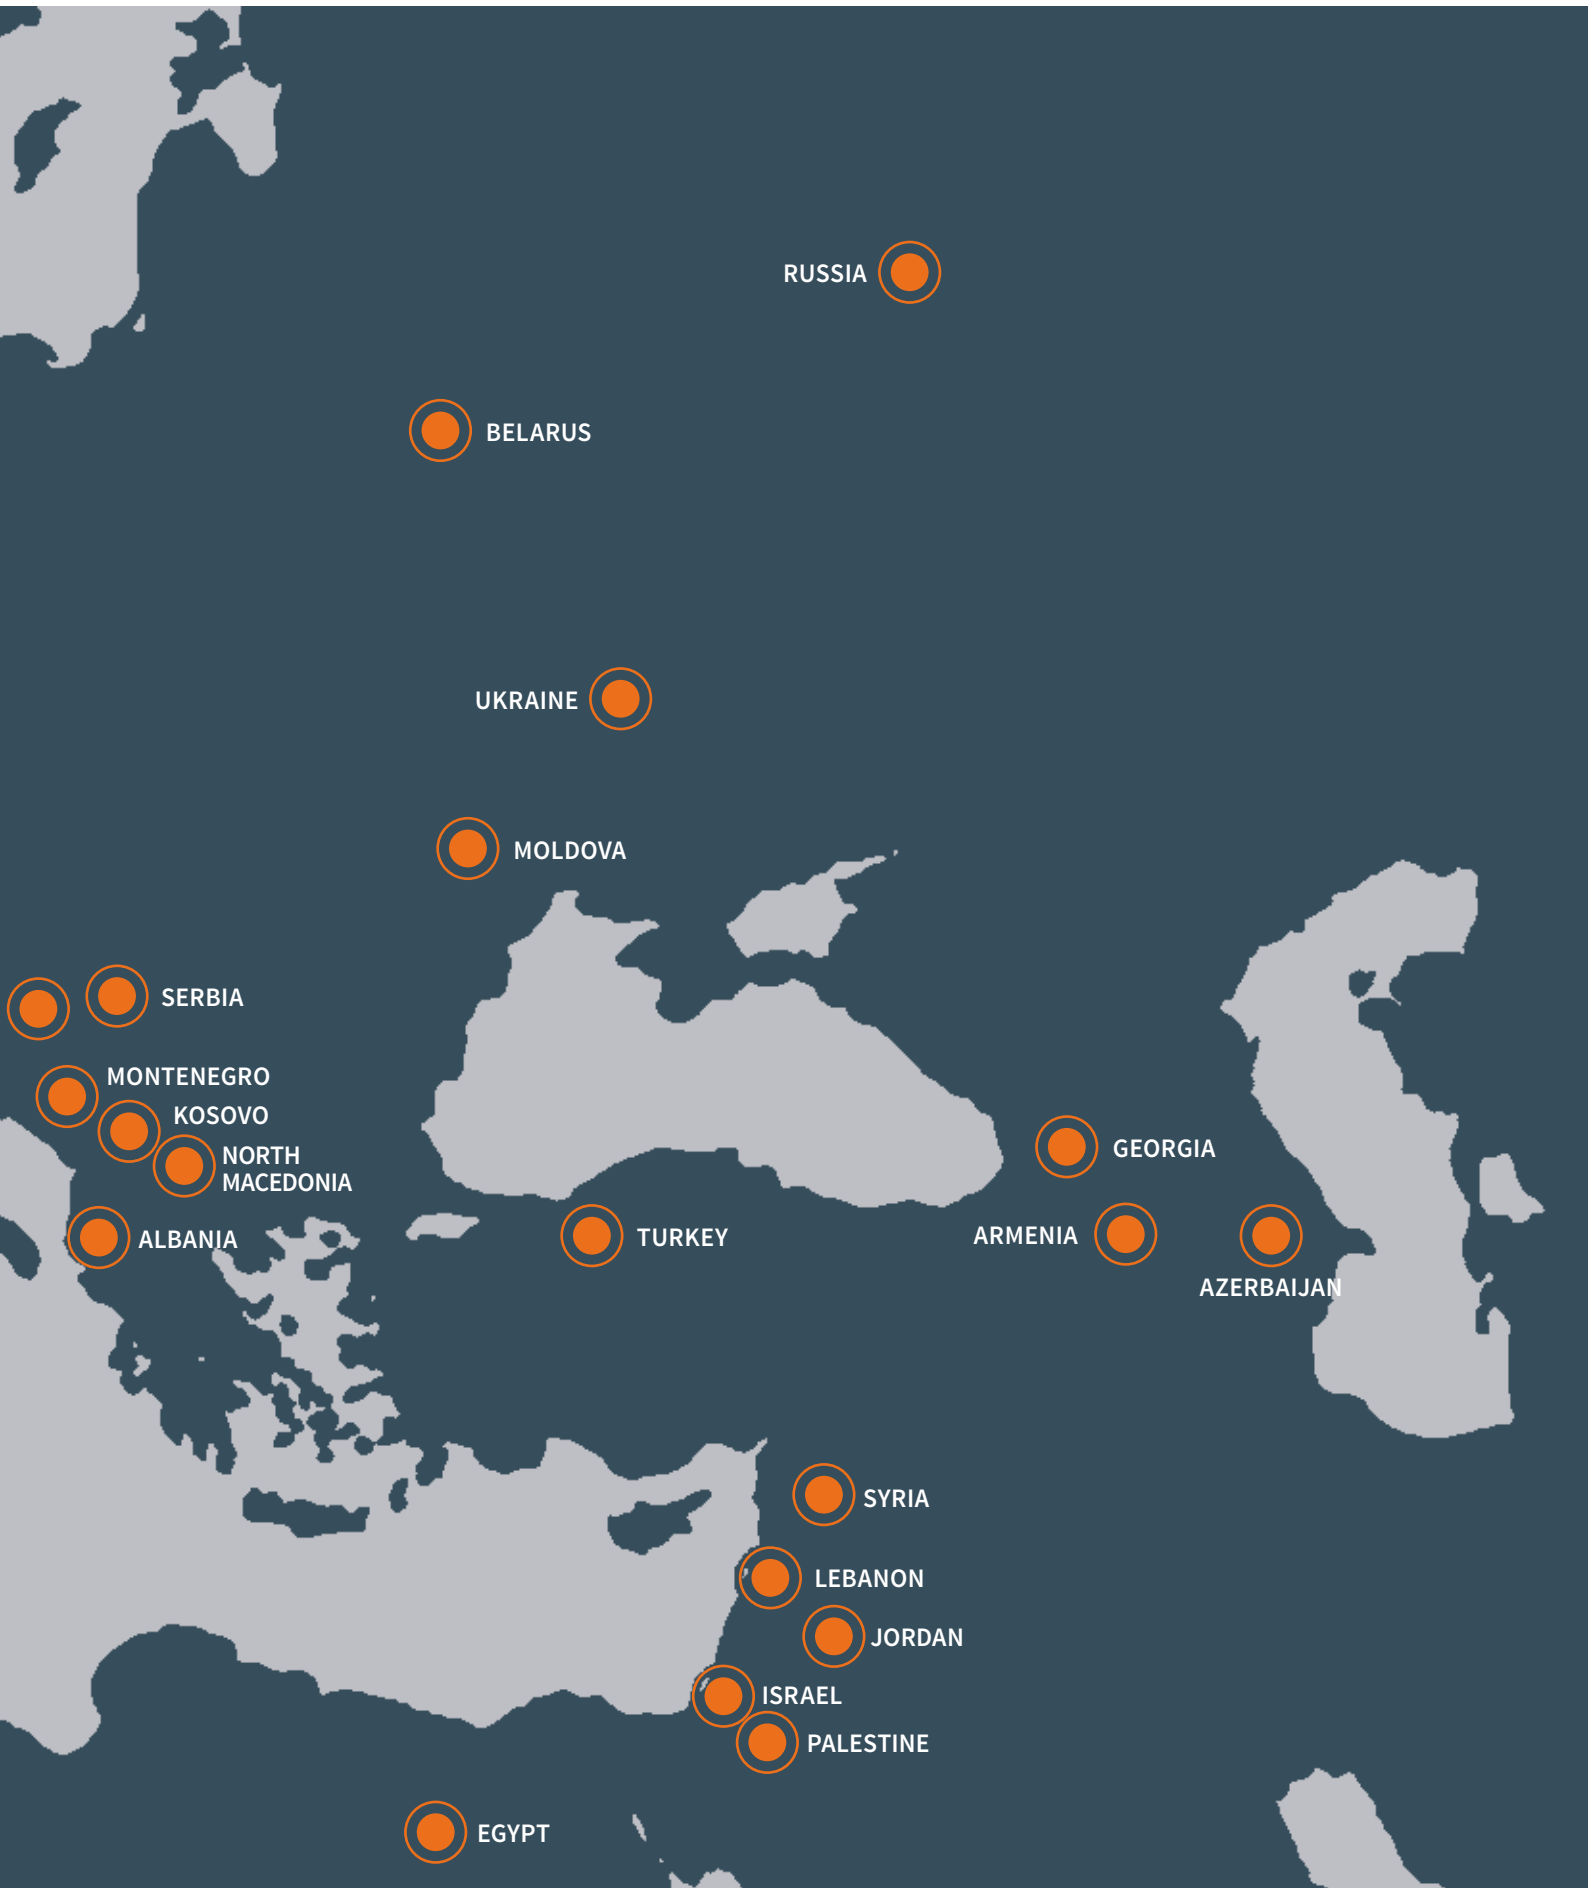 RUSSIA
BELARUS
UKRAINE
MOLDOVA
SERBIA
MONTENEGRO
KOSOVO
NORTH
MACEDONIA
GEORGIA
ALBANIA
TURKEY
ARMENIA
AZERBAIJAN
SYRIA
LEBANON
JORDAN
ISRAEL
PALESTINE
EGYPT